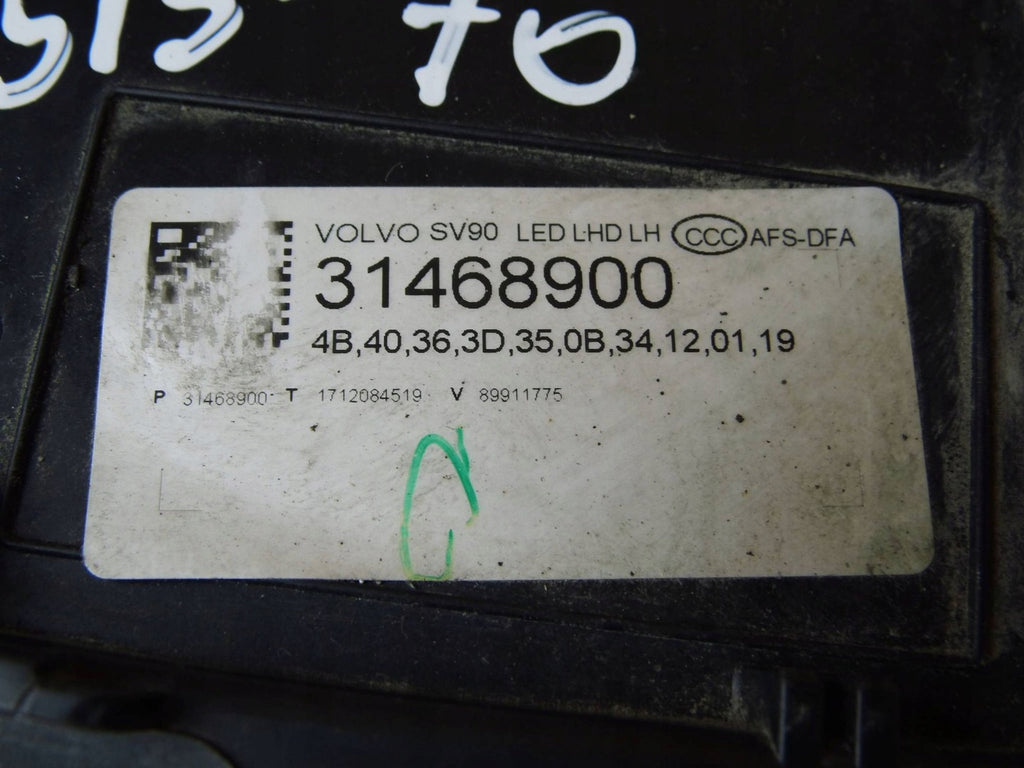 70
VOLVO SV90 LED LHD LH CCC AFS-DFA
31468900
4B,40,36,3D,35,0B,34,12,01,19
P 31468900 T 1712084519 V 89911775